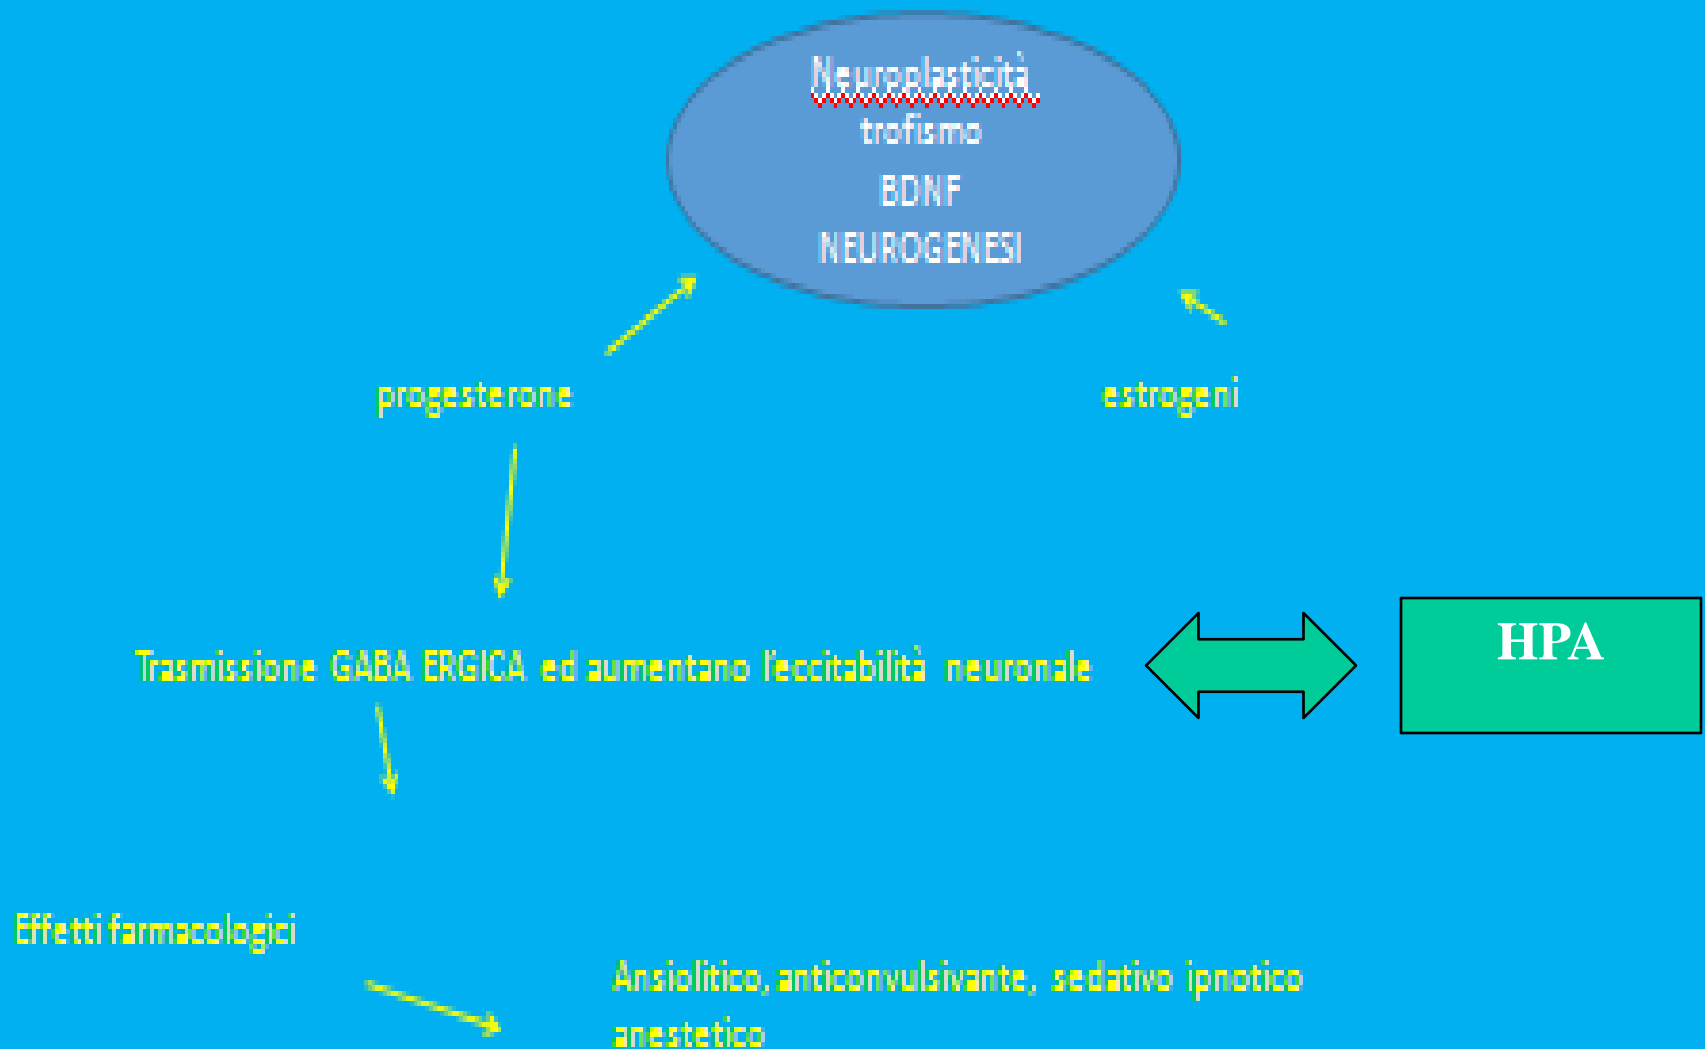 Neuroplasticità
trofismo
BDNF
NEUROGENESI
progesterone
estrogeni
Trasmissione GABA ERGICA ed aumentano l'eccitabilità neuronale
HPA
Effetti farmacologici
Ansiolitico, anticonvulsivante, sedativo ipnotico
anestetico